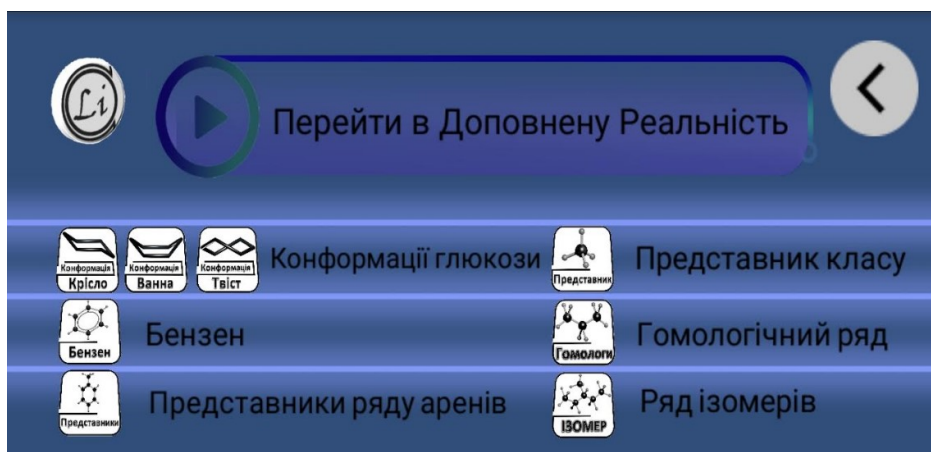 Li
Перейти в Доповнену Реальність
Конформація Крісло
Конформація Ванна
Конформація Твіст
Конформації глюкози
Представник
Представник класу
Бензен
Бензен
Гомологи
Гомологічний ряд
Представники
Представники ряду аренів
ІЗОМЕР
Ряд ізомерів